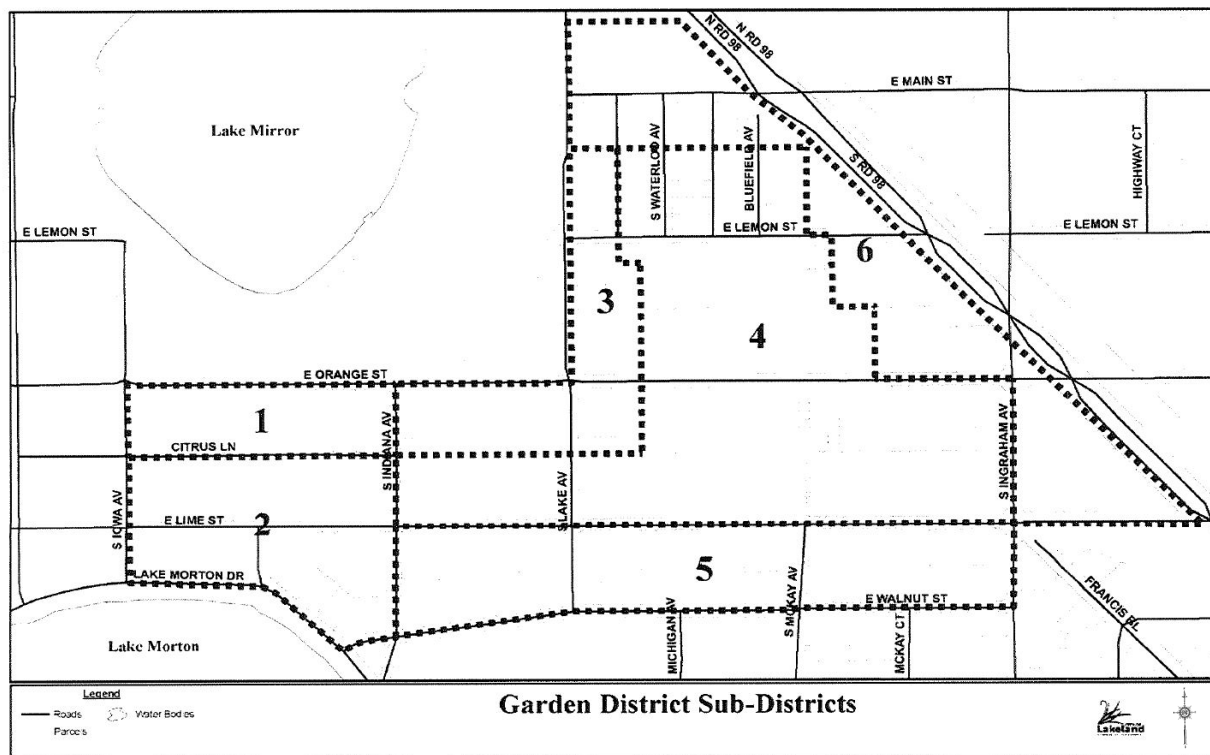 N RD 98
N RD 98
E MAIN ST
Lake Mirror
S WATERLOO AV
BLUEFIELD AV
S RD 98
HIGHWAY CT
E LEMON ST
E LEMON ST
E LEMON ST
6
3
4
E ORANGE ST
1
S INDIANA AV
CITRUS LN
S INGRAHAM AV
S IOWA AV
E LIME ST
2
S LAKE AV
LAKE MORTON DR
5
S MCKAY AV
E WALNUT ST
FRANCIS BL
Lake Morton
MICHIGAN AV
MCKAY CT
Legend
Roads
Water Bodies
Parcels
Garden District Sub-Districts
Lakeland